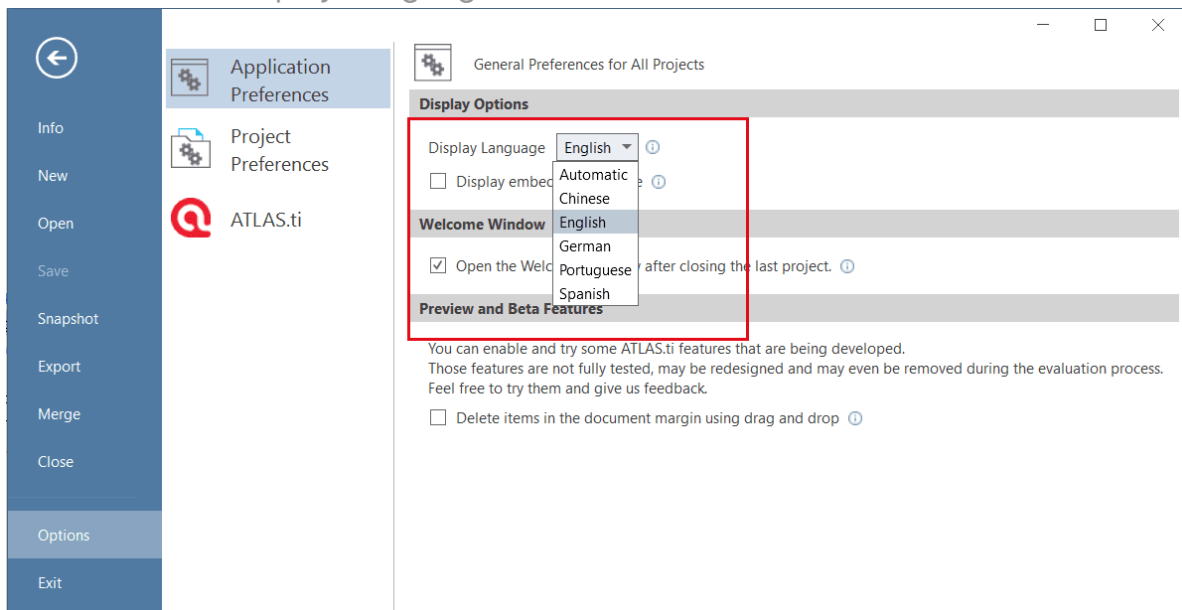 Info
New
Open
Save
Snapshot
Export
Merge
Close
Options
Exit
Application
Preferences
Project
Preferences
ATLAS.ti
General Preferences for All Projects
Display Options
Display Language English
Display
Automatic
Chinese
English
German
Portuguese
Spanish
Welcome Window
Open the after closing the last project.
Preview and Beta Features
You can enable and try some ATLAS.ti features that are being developed.
Those features are not fully tested, may be redesigned and may even be removed during the evaluation process.
Feel free to try them and give us feedback.
Delete items in the document margin using drag and drop